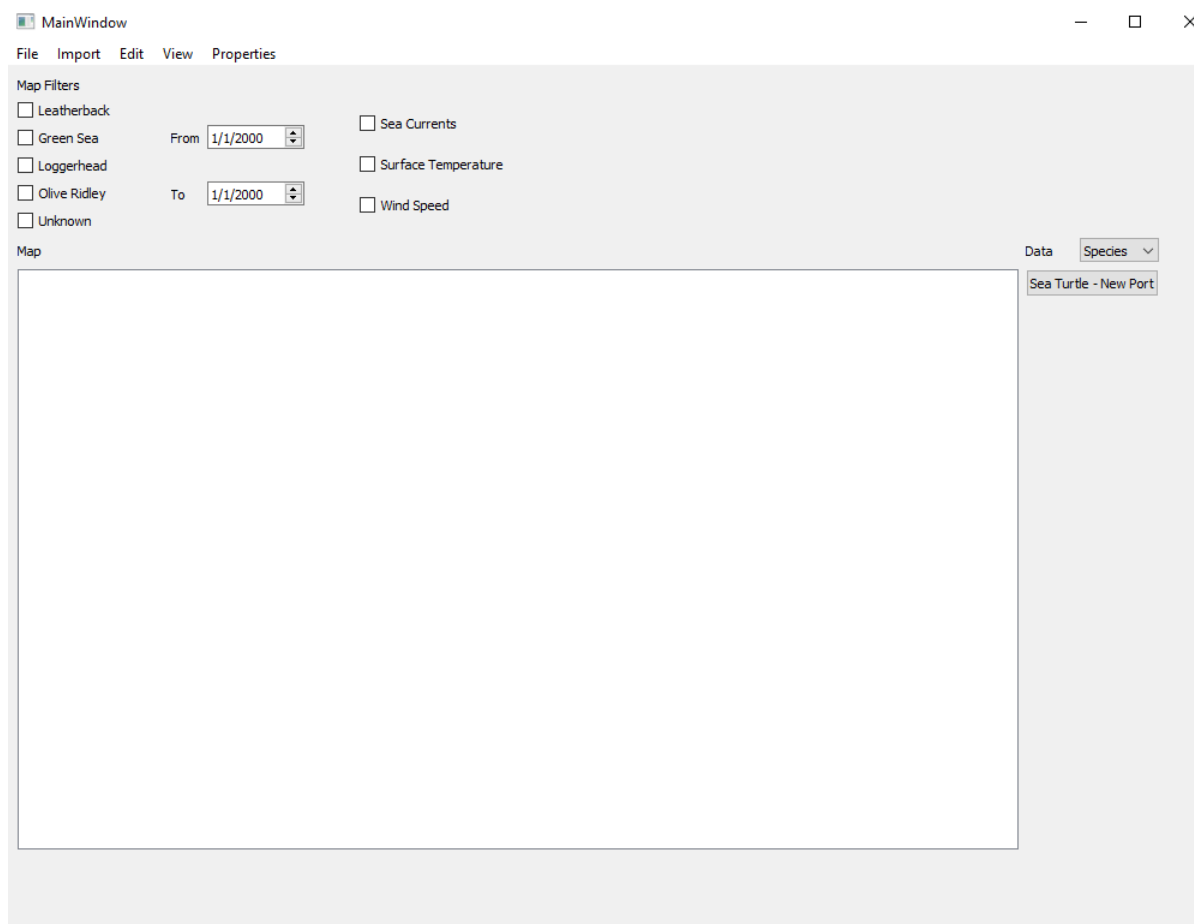 MainWindow
File Import Edit View Properties
Map Filters
Leatherback
Green Sea
Loggerhead
Olive Ridley
Unknown
From 1/1/2000
To 1/1/2000
Sea Currents
Surface Temperature
Wind Speed
Map
Data Species
Sea Turtle - New Port